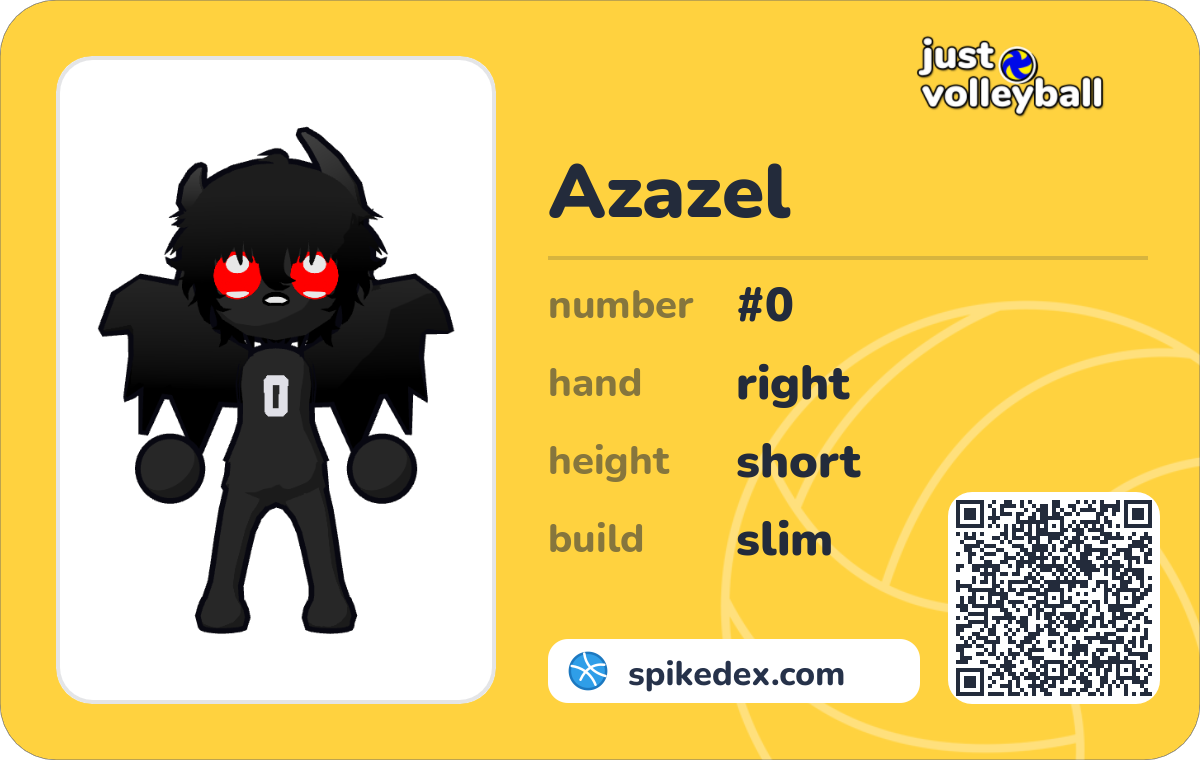 just
volleyball
Azazel
number #0
hand right
height short
build slim
0
spikedex.com